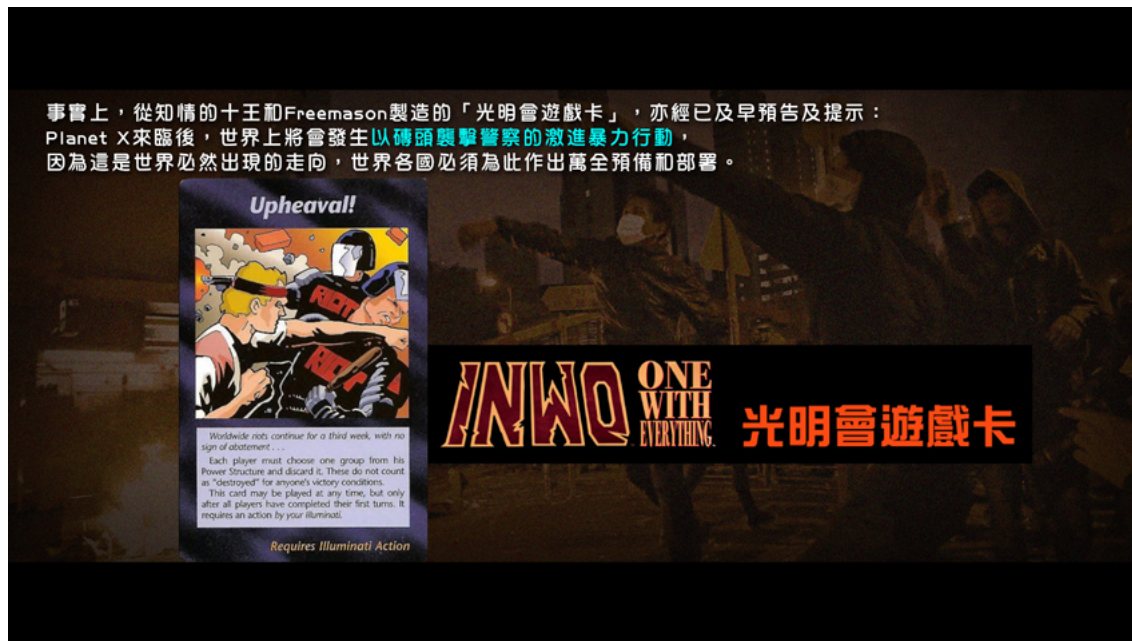 事實上，從知情的十王和Freemason製造的「光明會遊戲卡」，亦經已及早預告及提示：
Planet X來臨後，世界上將會發生以磚頭襲擊警察的激進暴力行動，
因為這是世界必然出現的走向，世界各國必須為此作出萬全預備和部署。
Upheaval!
RIOT
RIOT
Worldwide riots continue for a third week, with no
sign of abatement . . .
Each player must choose one group from his
Power Structure and discard it. These do not count
as "destroyed" for anyone's victory conditions.
This card may be played at any time, but only
after all players have completed their first turns. It
requires an action by your Illuminati.
Requires Illuminati Action
INWO
ONE
WITH
EVERYTHING
光明會遊戲卡